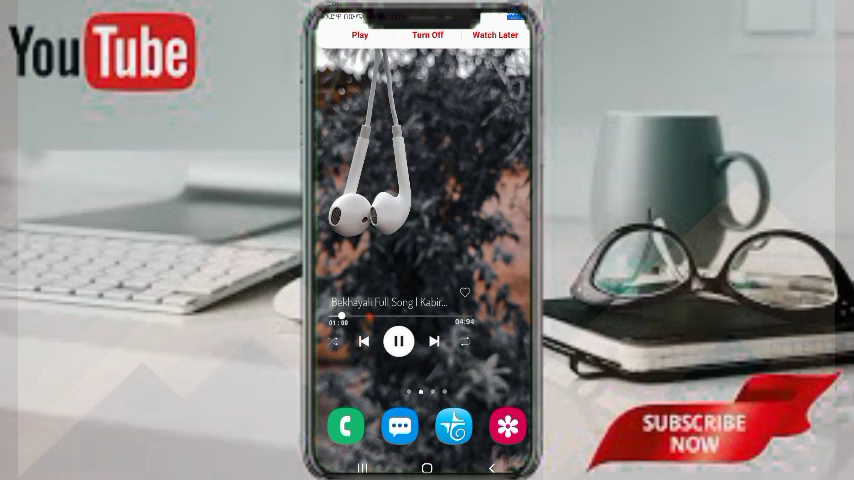 YouTube
Play
Turn Off
Watch Later
Bekhayali Full Song | Kabir...
01:00
04:94
SUBSCRIBE
NOW